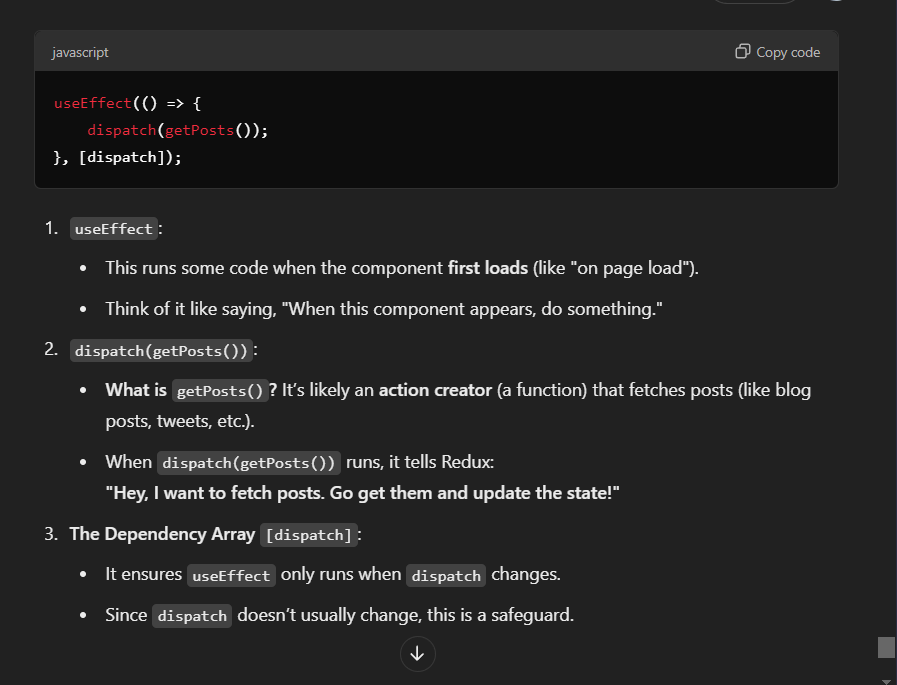 javascript
Copy code
useEffect(() => {
    dispatch(getPosts());
}, [dispatch]);
1. useEffect:
• This runs some code when the component first loads (like "on page load").
• Think of it like saying, "When this component appears, do something."
2. dispatch(getPosts()):
• What is getPosts()? It’s likely an action creator (a function) that fetches posts (like blog
posts, tweets, etc.).
• When dispatch(getPosts()) runs, it tells Redux:
"Hey, I want to fetch posts. Go get them and update the state!"
3. The Dependency Array [dispatch]:
• It ensures useEffect only runs when dispatch changes.
• Since dispatch doesn’t usually change, this is a safeguard.